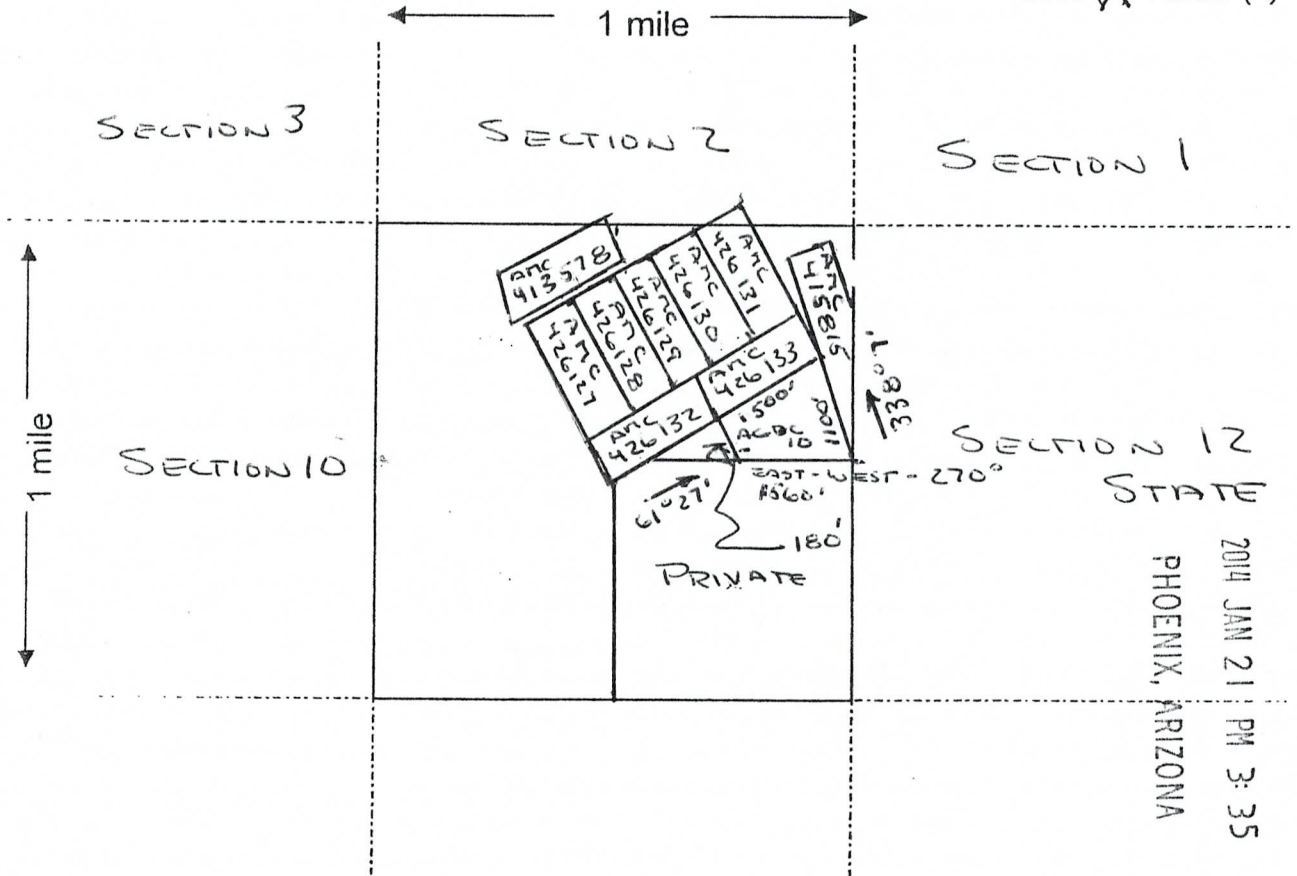 1 mile
SECTION 3
SECTION 2
SECTION 1
1 mile
AMC
413578
AMC
426127
AMC
426128
AMC
426129
AMC
426130
AMC
426131
AMC
415815
AMC
426132
AMC
426133
1500'
ACDC
10
1100'
338° 1'
SECTION 10
SECTION 12
STATE
EAST-WEST-270°
1560'
61° 27'
180'
PRIVATE
2014 JAN 21 PM 3:35
PHOENIX, ARIZONA